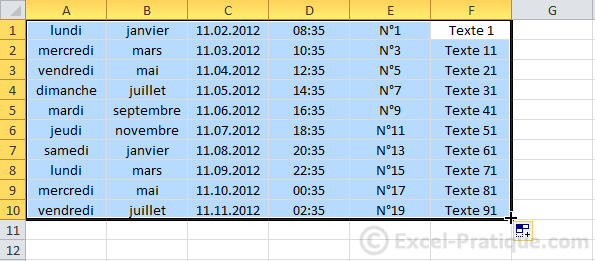 A B C D E F G
1 lundi janvier 11.02.2012 08:35 N°1 Texte 1
2 mercredi mars 11.03.2012 10:35 N°3 Texte 11
3 vendredi mai 11.04.2012 12:35 N°5 Texte 21
4 dimanche juillet 11.05.2012 14:35 N°7 Texte 31
5 mardi septembre 11.06.2012 16:35 N°9 Texte 41
6 jeudi novembre 11.07.2012 18:35 N°11 Texte 51
7 samedi janvier 11.08.2012 20:35 N°13 Texte 61
8 lundi mars 11.09.2012 22:35 N°15 Texte 71
9 mercredi mai 11.10.2012 00:35 N°17 Texte 81
10 vendredi juillet 11.11.2012 02:35 N°19 Texte 91
11
12
© Excel-Pratique.com